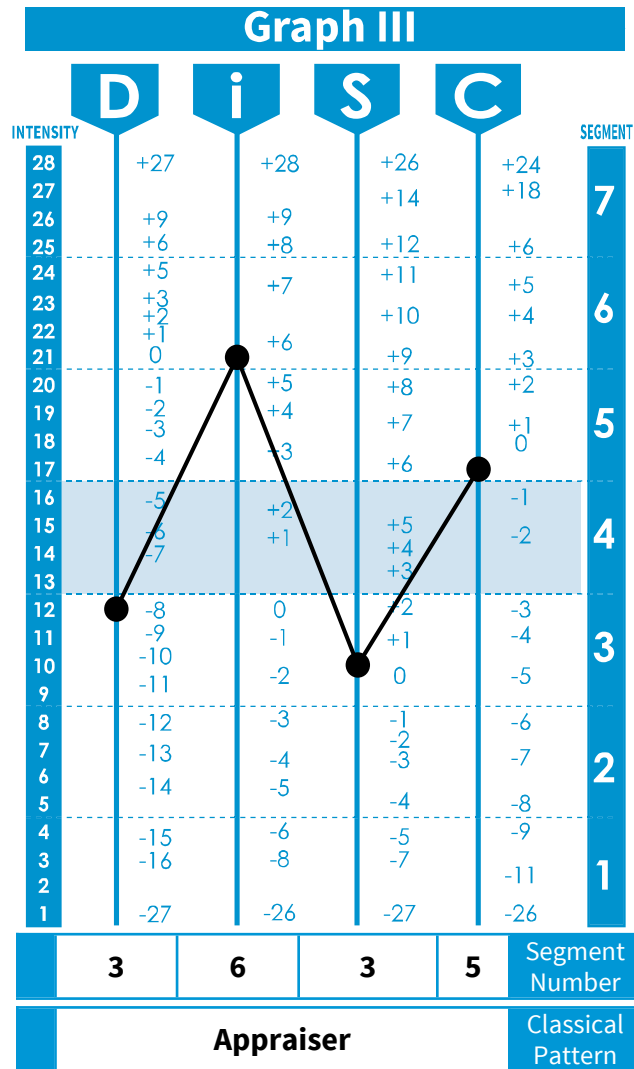 Graph III
D i S C
INTENSITY SEGMENT
28 +27 +28 +26 +24
27 +14 +18 7
26 +9 +9
25 +6 +8 +12 +6
24 +5 +7 +11 +5
23 +3 +10 +4 6
+2
22 +1 +6
21 0 +9 +3
20 -1 +5 +8 +2
19 -2 +4 +7 +1 5
18 -3 +3 0
17 -4 +6
16 -5 +2 -1
15 -6 +1 +5 -2 4
14 -7 +4
13 +3
12 -8 0 +2 -3
11 -9 -1 +1 -4 3
10 -10 -2 0 -5
9 -11
8 -12 -3 -1 -6
-2
7 -13 -4 -3 -7 2
6 -14 -5
5 -4 -8
4 -15 -6 -5 -9
3 -16 -8 -7 1
2 -11
1 -27 -26 -27 -26
3 6 3 5 Segment
Number
Appraiser Classical
Pattern